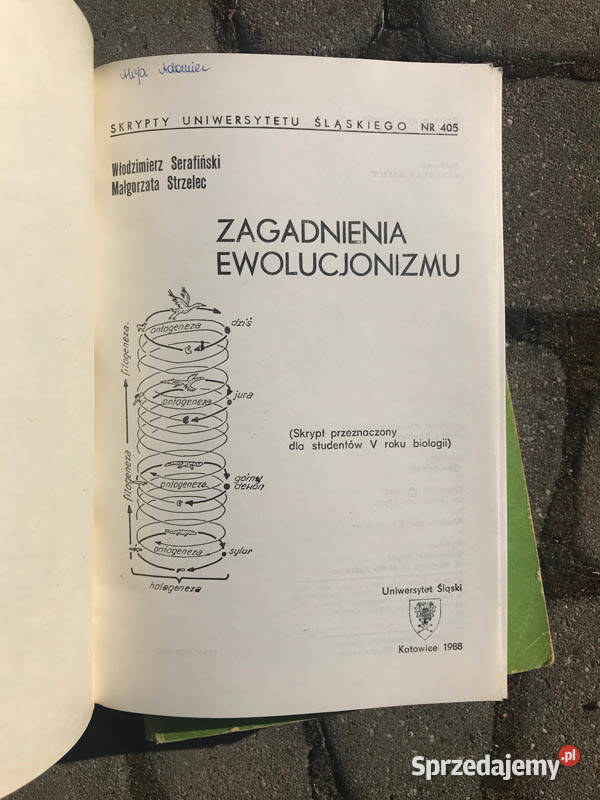 SKRYPTY UNIWERSYTETU ŚLĄSKIEGO NR 405
Włodzimierz Serafiński
Małgorzata Strzelec
ZAGADNIENIA
EWOLUCJONIZMU
ontogeneza
dziś
filogeneza
ontogeneza
jura
(Skrypt przeznaczony
dla studentów V roku biologii)
filogeneza
ontogeneza
górny
dewon
ontogeneza
sylur
hologeneza
Uniwersytet Śląski
Katowice 1988
Sprzedajemy.pl